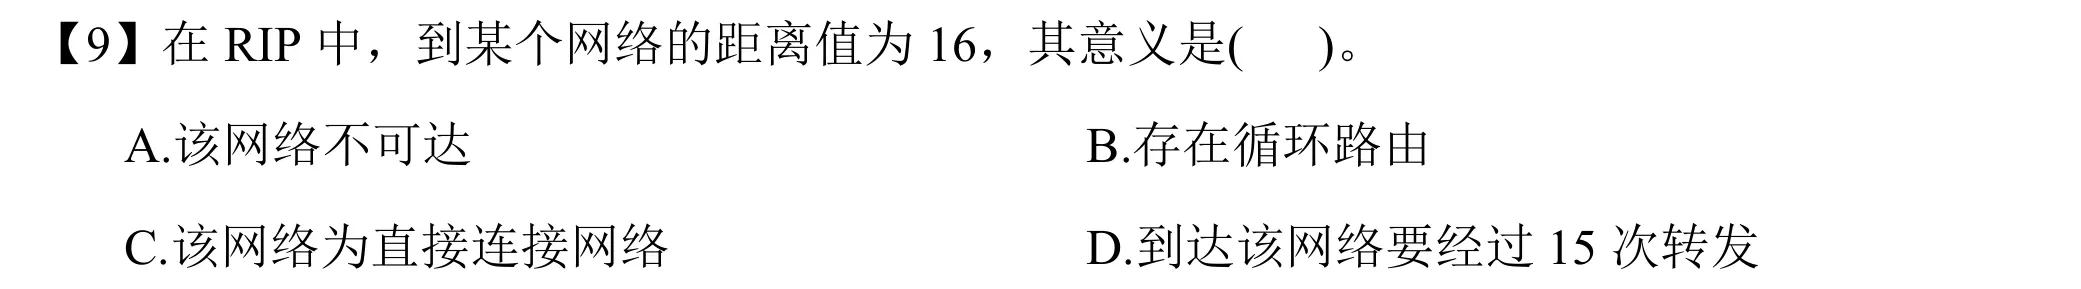 【9】在 RIP 中，到某个网络的距离值为 16，其意义是(　　)。
A.该网络不可达　　B.存在循环路由
C.该网络为直接连接网络　　D.到达该网络要经过 15 次转发